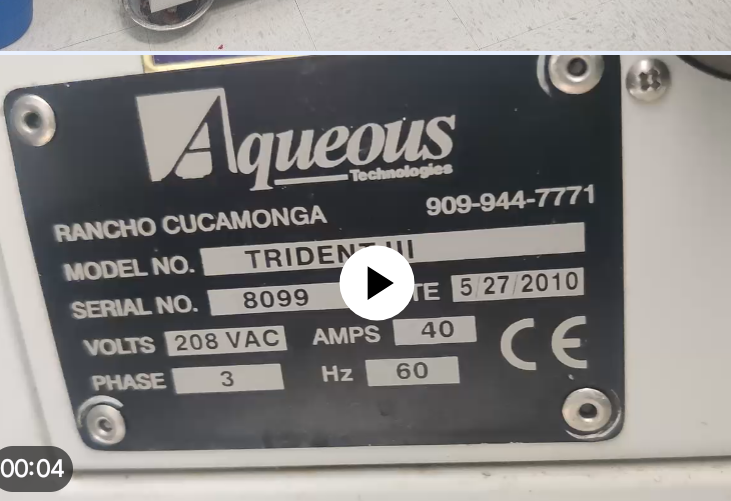 Aqueous
Technologies
RANCHO CUCAMONGA 909-944-7771
MODEL NO. TRIDENT III
SERIAL NO. 8099 5/27/2010
VOLTS 208 VAC AMPS 40
PHASE 3 Hz 60
CE
00:04